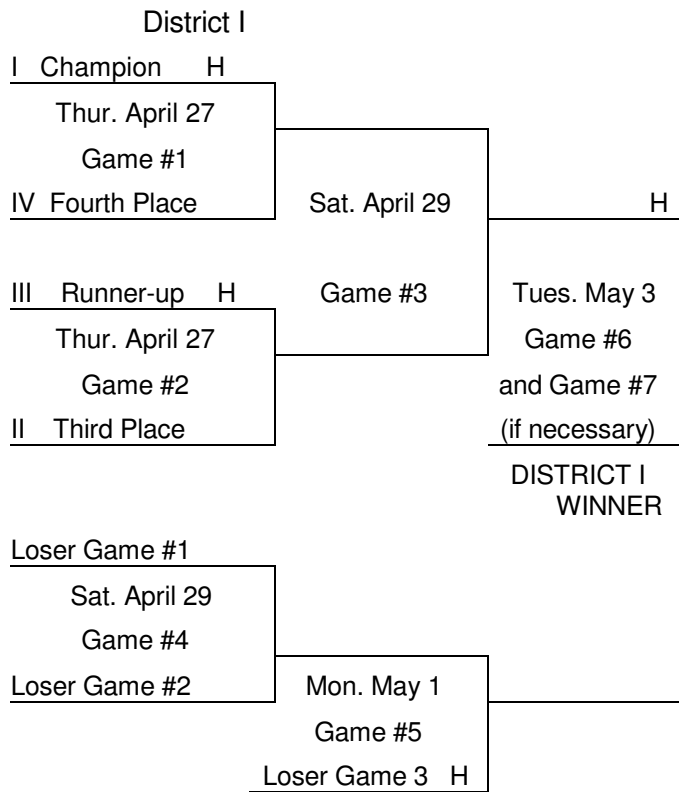 District I
I Champion H
Thur. April 27
Game #1
IV Fourth Place
Sat. April 29
H
III Runner-up H
Game #3
Tues. May 3
Thur. April 27
Game #6
Game #2
and Game #7
II Third Place
(if necessary)
DISTRICT I
WINNER
Loser Game #1
Sat. April 29
Game #4
Loser Game #2
Mon. May 1
Game #5
Loser Game 3 H